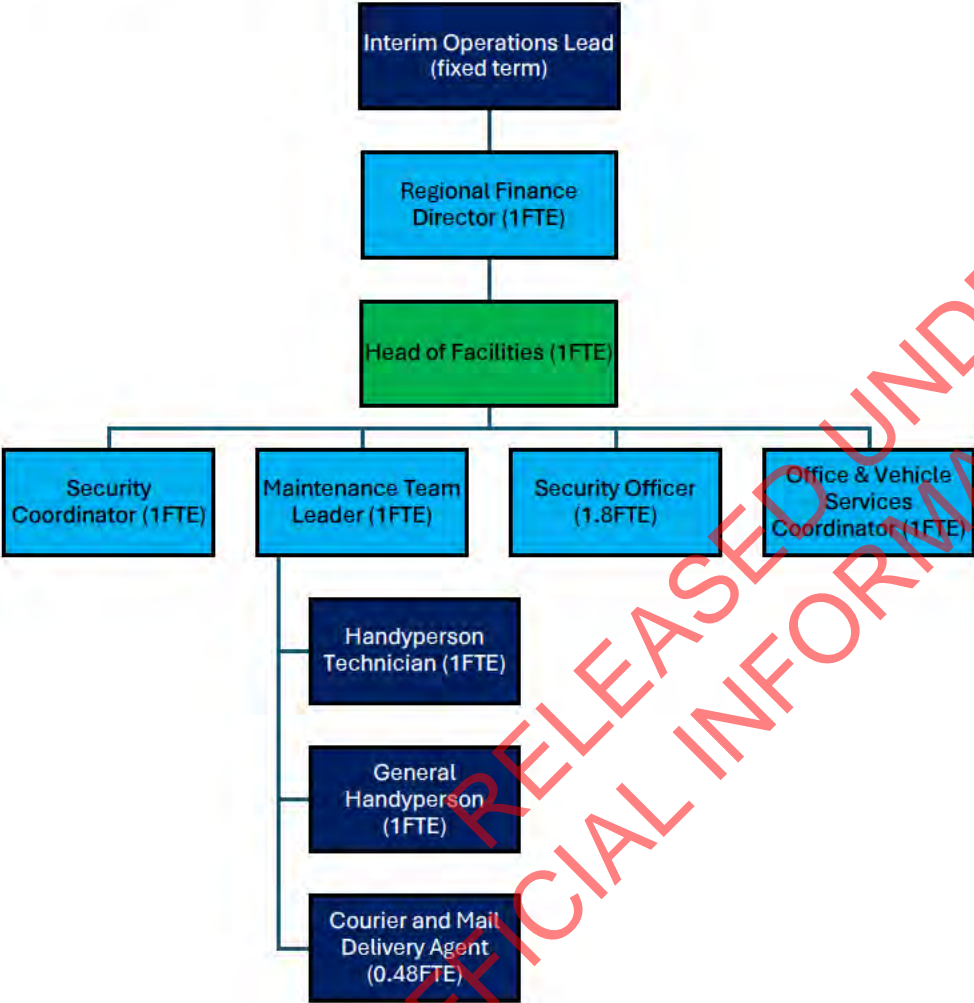 Interim Operations Lead
(fixed term)
Regional Finance
Director (1FTE)
Head of Facilities (1FTE)
Security
Coordinator (1FTE)
Maintenance Team
Leader (1FTE)
Security Officer
(1.8FTE)
Office & Vehicle
Services
Coordinator (1FTE)
Handyperson
Technician (1FTE)
General
Handyperson
(1FTE)
Courier and Mail
Delivery Agent
(0.48FTE)
RELEASED